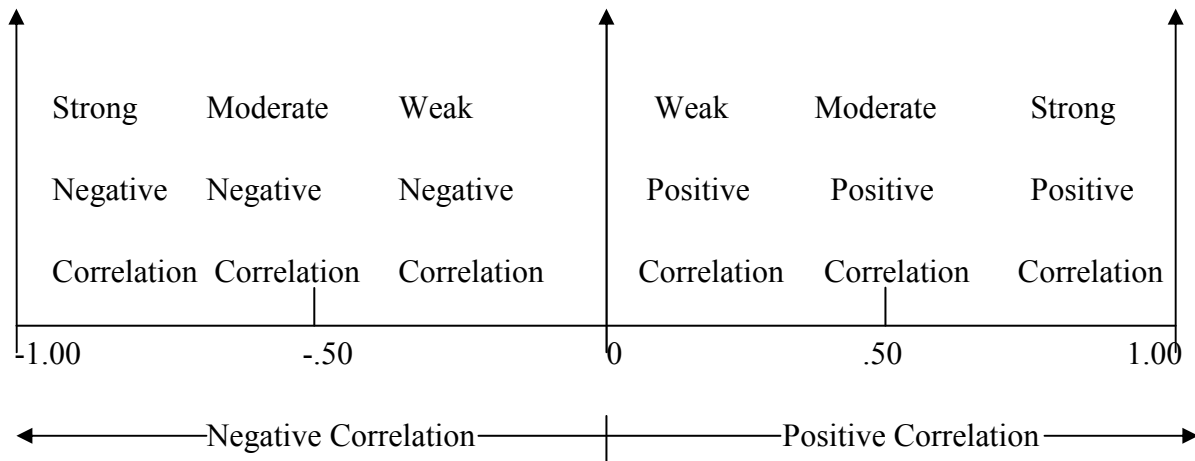 Strong Moderate Weak Weak Moderate Strong
Negative Negative Negative Positive Positive Positive
Correlation Correlation Correlation Correlation Correlation Correlation
-1.00 -.50 0 .50 1.00
Negative Correlation Positive Correlation